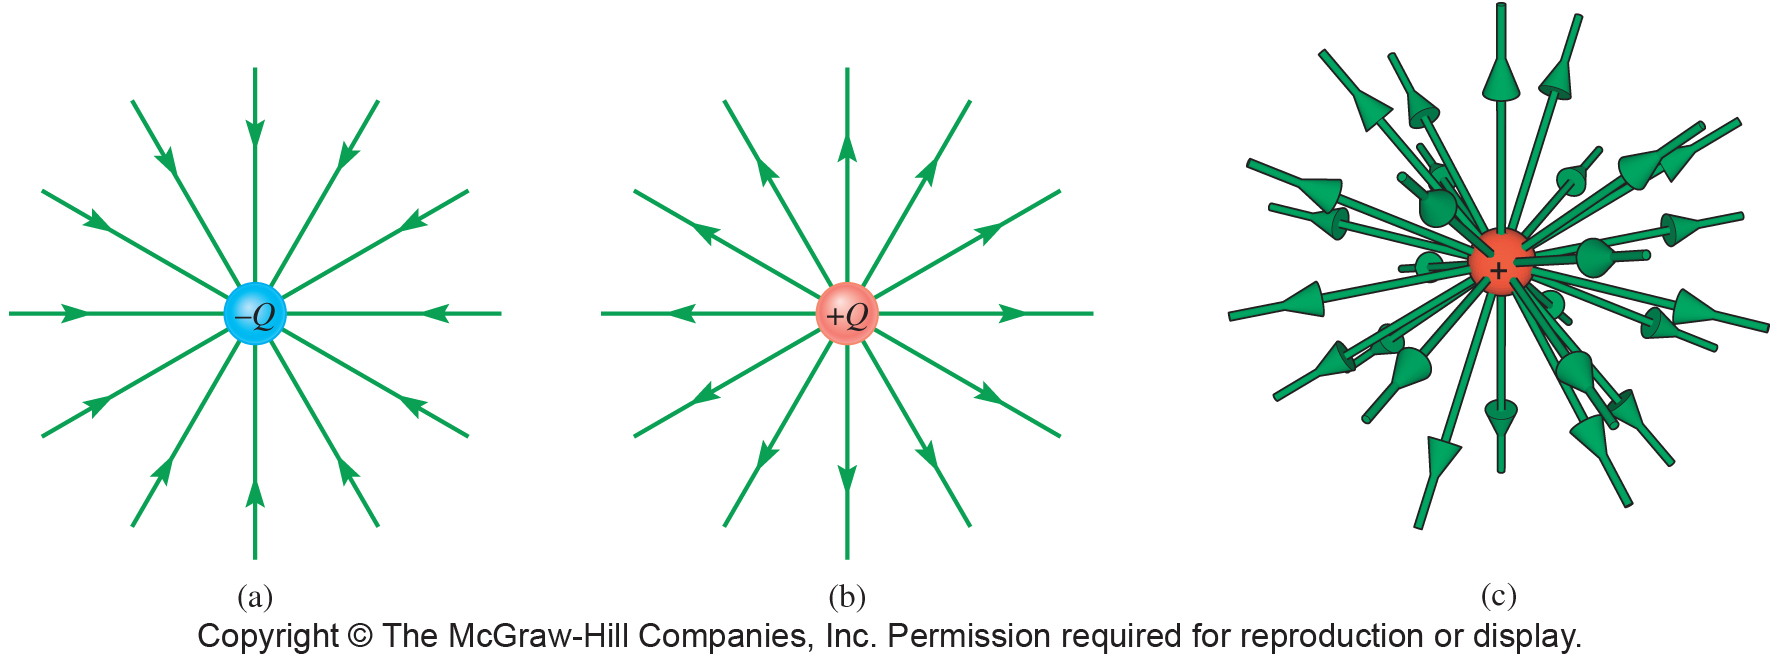 –Q
+Q
+
(a)
(b)
(c)
Copyright © The McGraw-Hill Companies, Inc. Permission required for reproduction or display.